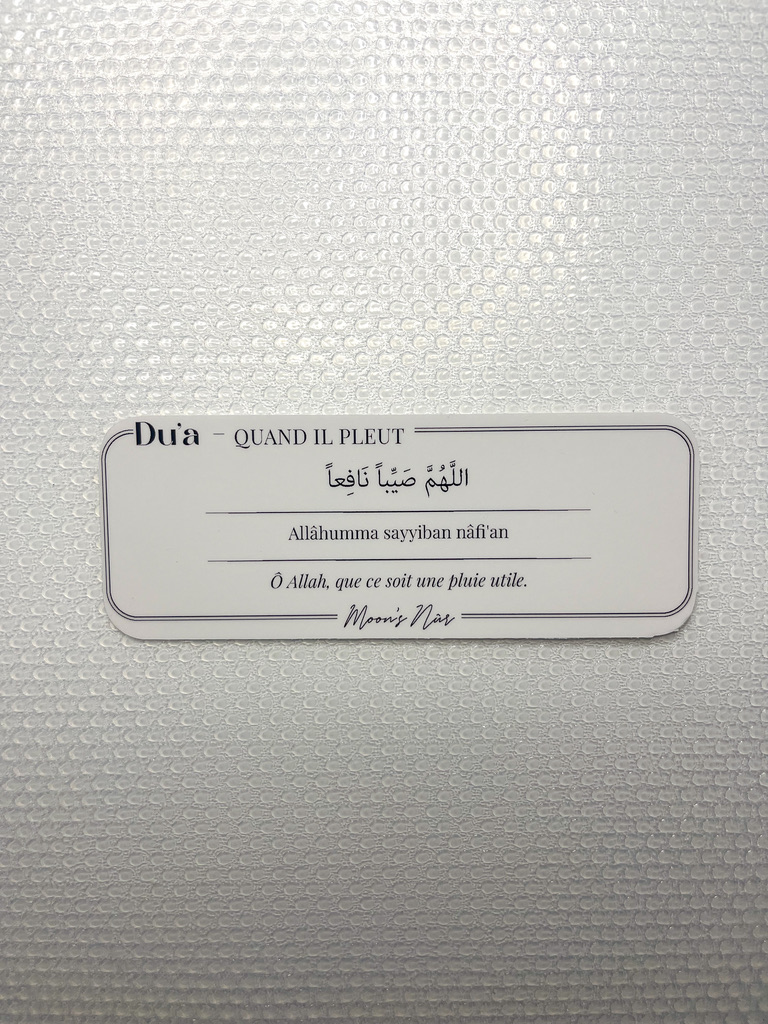 Du'a – QUAND IL PLEUT
اللَّهُمَّ صَيِّباً نَافِعاً
Allâhumma sayyiban nâfi'an
Ô Allah, que ce soit une pluie utile.
Moon's Nûr